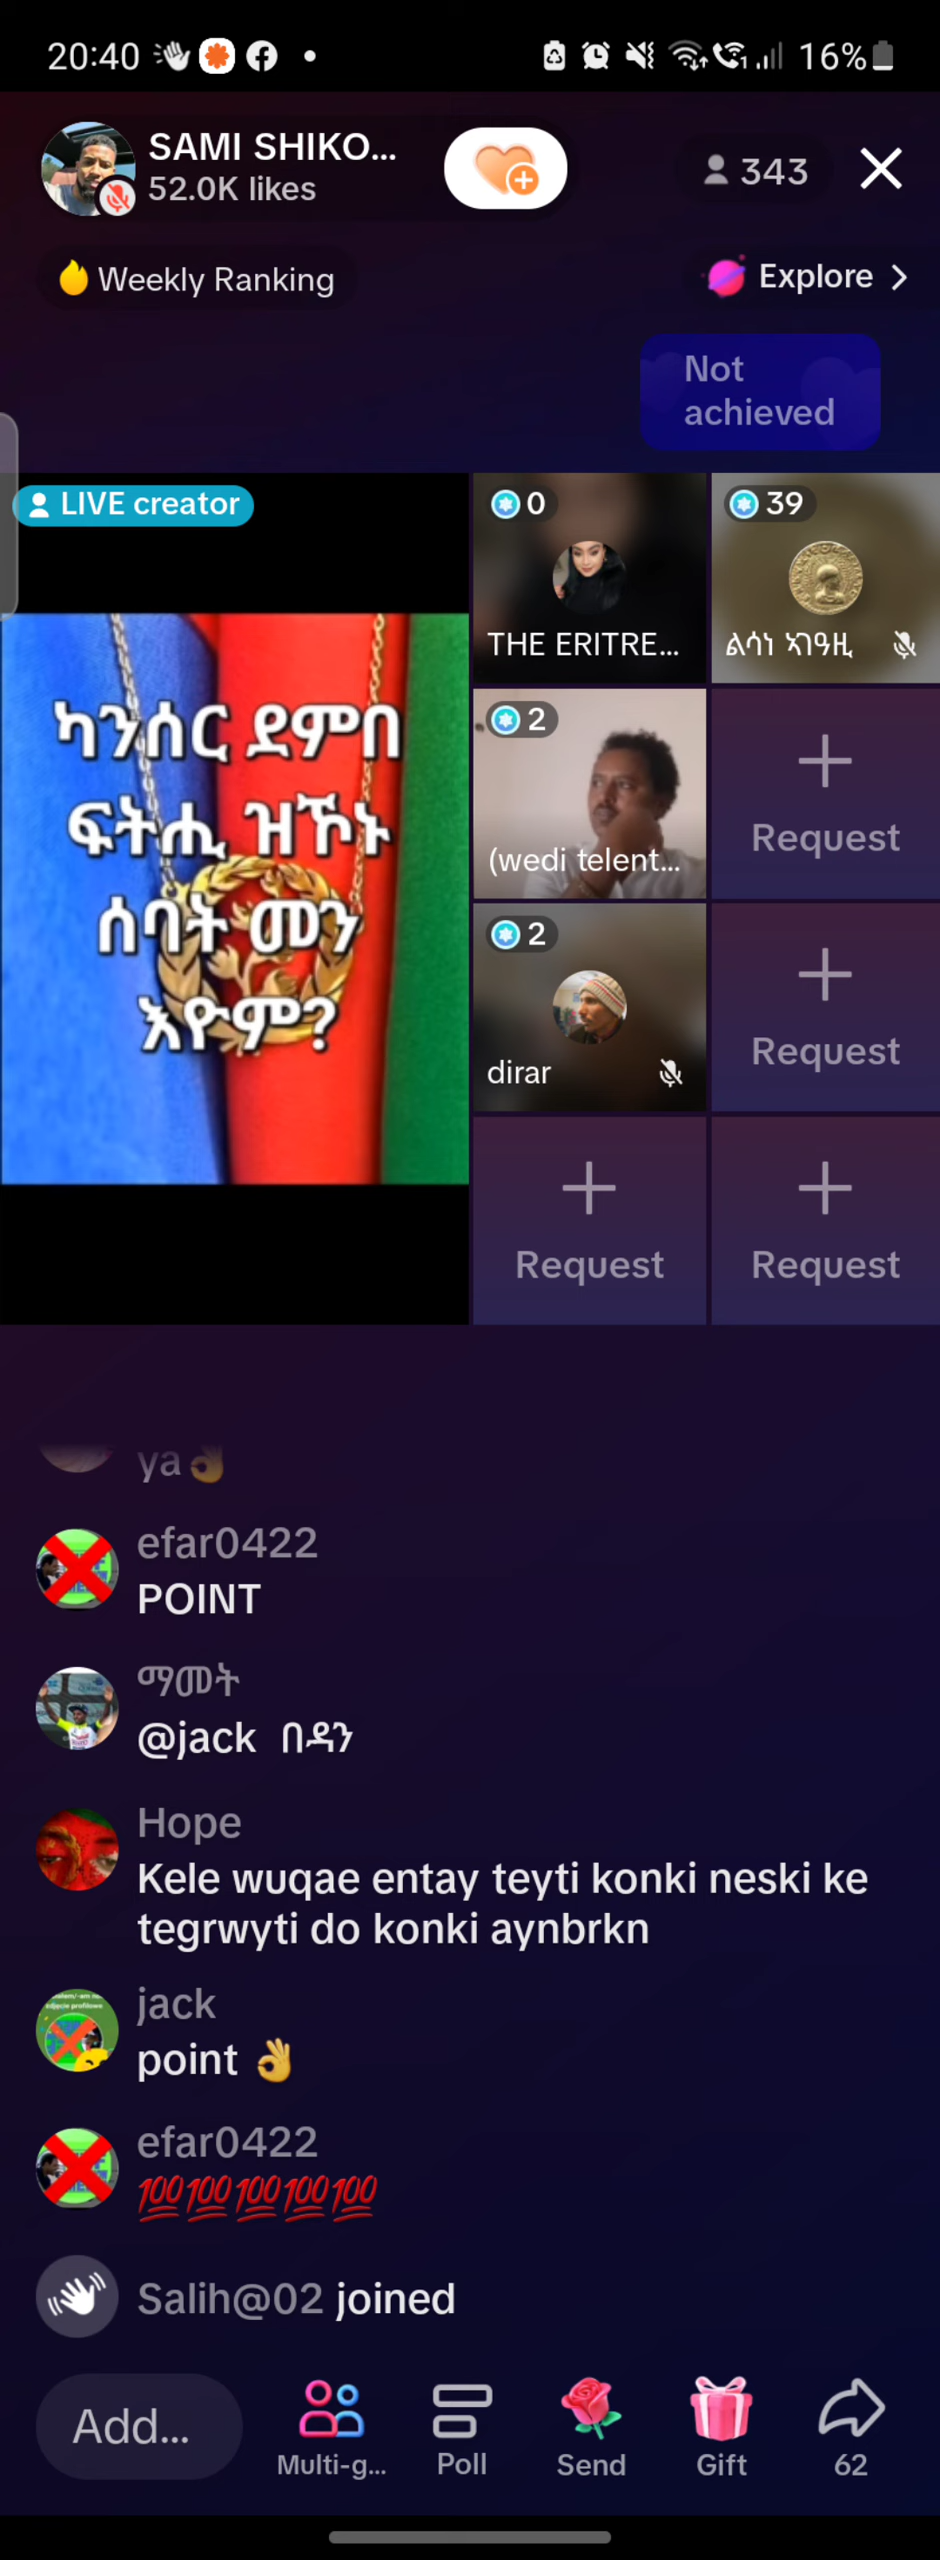 20:40
16%
SAMI SHIKO...
52.0K likes
343
Weekly Ranking
Explore
Not
achieved
LIVE creator
0
39
THE ERITRE...
ልሳነ ኣገዓዚ
ካንሰር ደምበ
ፍትሒ ዝኾኑ
ሰባት መን
እዮም?
2
(wedi telent...
Request
2
dirar
Request
Request
Request
ya👌
efar0422
POINT
ማመት
@jack በዳን
Hope
Kele wuqae entay teyti konki neski ke
tegrwyti do konki aynbrkn
jack
point 👌
efar0422
💯💯💯💯💯
Salih@02 joined
Add...
Multi-g...
Poll
Send
Gift
62